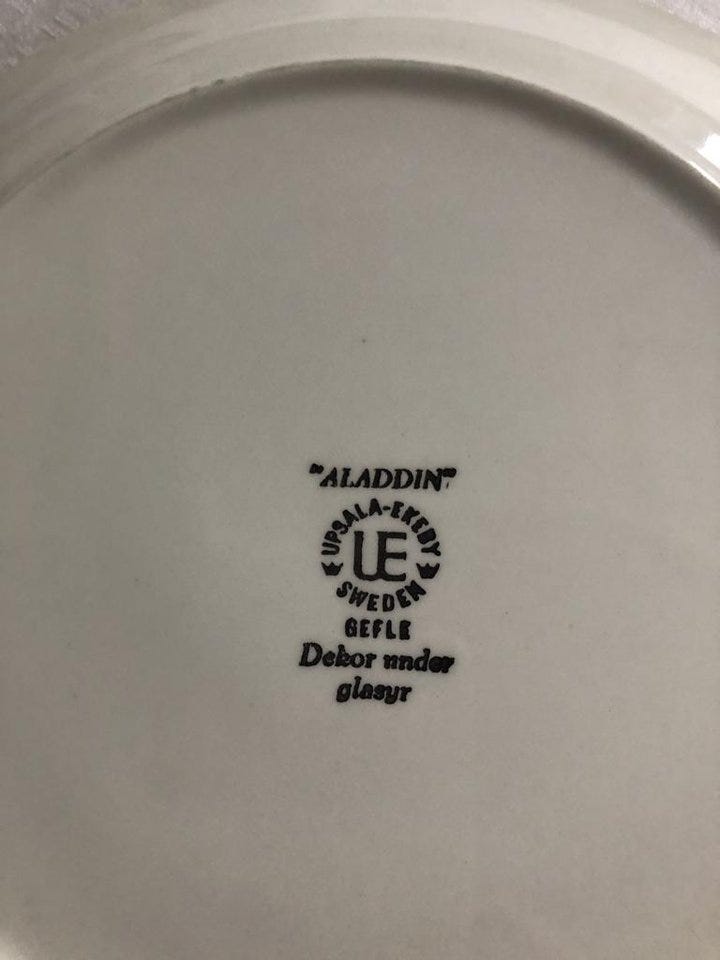 "ALADDIN"
UPSALA-EKEBY
UE
SWEDEN
GEFLE
Dekor under
glasyr